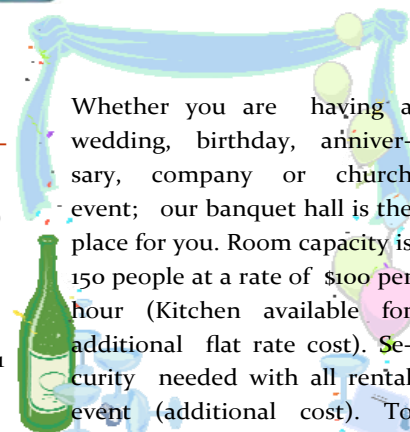 Whether you are having a
wedding, birthday, anniver-
sary, company or church
event; our banquet hall is the
place for you. Room capacity is
150 people at a rate of $100 per
hour (Kitchen available for
additional flat rate cost). Se-
curity needed with all rental
event (additional cost). To